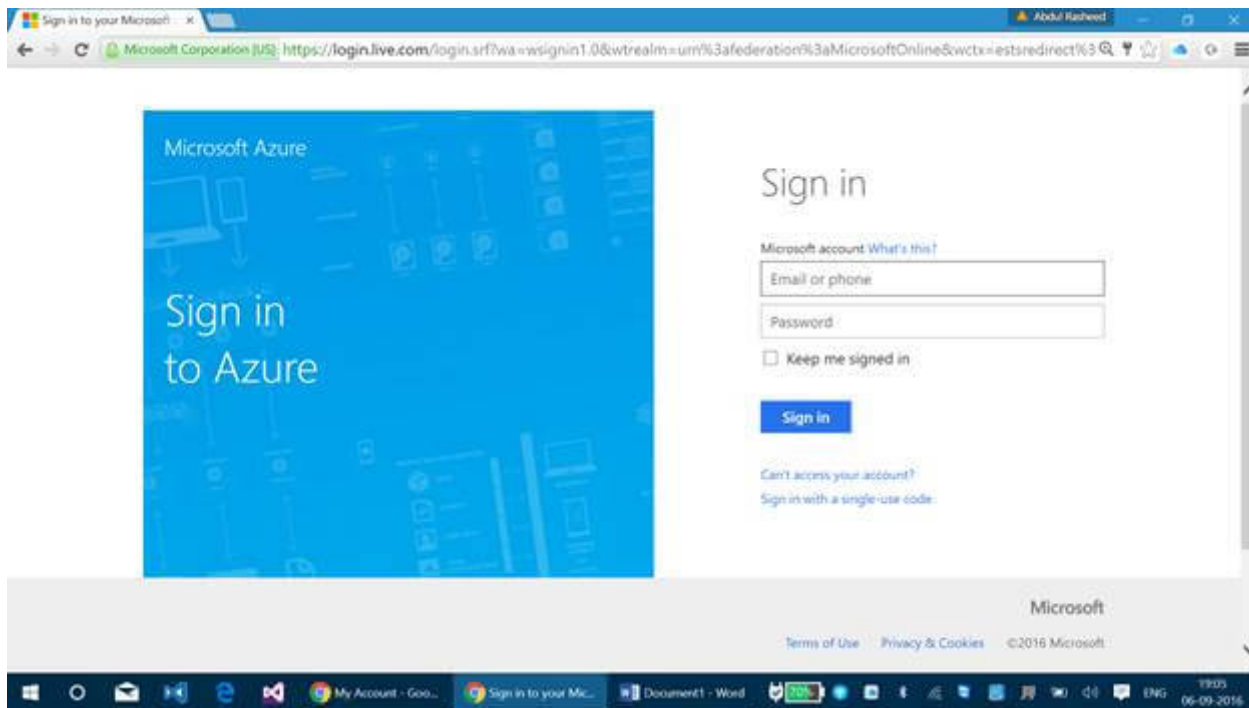 Sign in to your Microsoft
Abdul Rasheed
Microsoft Corporation [US] https://login.live.com/login.srf?wa=wsignin1.0&wtrealm=urn%3afederation%3aMicrosoftOnline&wctx=estsredirect%3
Microsoft Azure
Sign in
to Azure
Sign in
Microsoft account What's this?
Email or phone
Password
Keep me signed in
Sign in
Can't access your account?
Sign in with a single-use code
Microsoft
Terms of Use Privacy & Cookies ©2016 Microsoft
My Account - Goo... Sign in to your Mic... Document1 - Word 70% ENG 19:05
06-09-2016